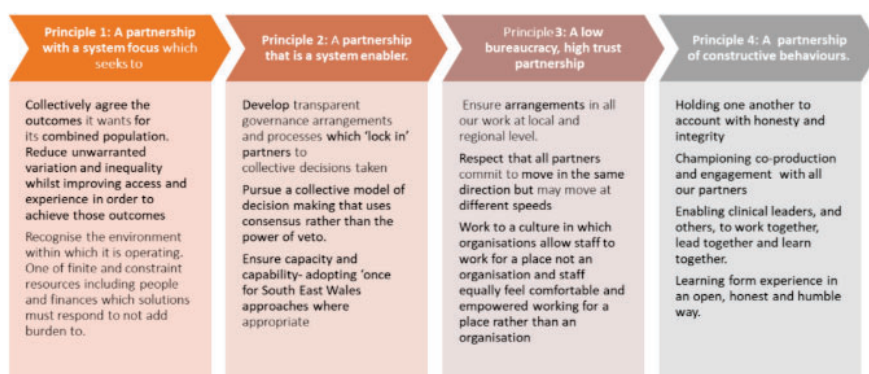 Principle 1: A partnership
with a system focus which
seeks to
Collectively agree the
outcomes it wants for
its combined population.
Reduce unwarranted
variation and inequality
whilst improving access and
experience in order to
achieve those outcomes
Recognise the environment
within which it is operating.
One of finite and constraint
resources including people
and finances which solutions
must respond to not add
burden to.
Principle 2: A partnership
that is a system enabler.
Develop transparent
governance arrangements
and processes which ‘lock in’
partners to
collective decisions taken
Pursue a collective model of
decision making that uses
consensus rather than the
power of veto.
Ensure capacity and
capability- adopting ‘once
for South East Wales
approaches where
appropriate
Principle 3: A low
bureaucracy, high trust
partnership
Ensure arrangements in all
our work at local and
regional level.
Respect that all partners
commit to move in the same
direction but may move at
different speeds
Work to a culture in which
organisations allow staff to
work for a place not an
organisation and staff
equally feel comfortable and
empowered working for a
place rather than an
organisation
Principle 4: A partnership
of constructive behaviours.
Holding one another to
account with honesty and
integrity
Championing co-production
and engagement with all
our partners
Enabling clinical leaders, and
others, to work together,
lead together and learn
together.
Learning form experience in
an open, honest and humble
way.